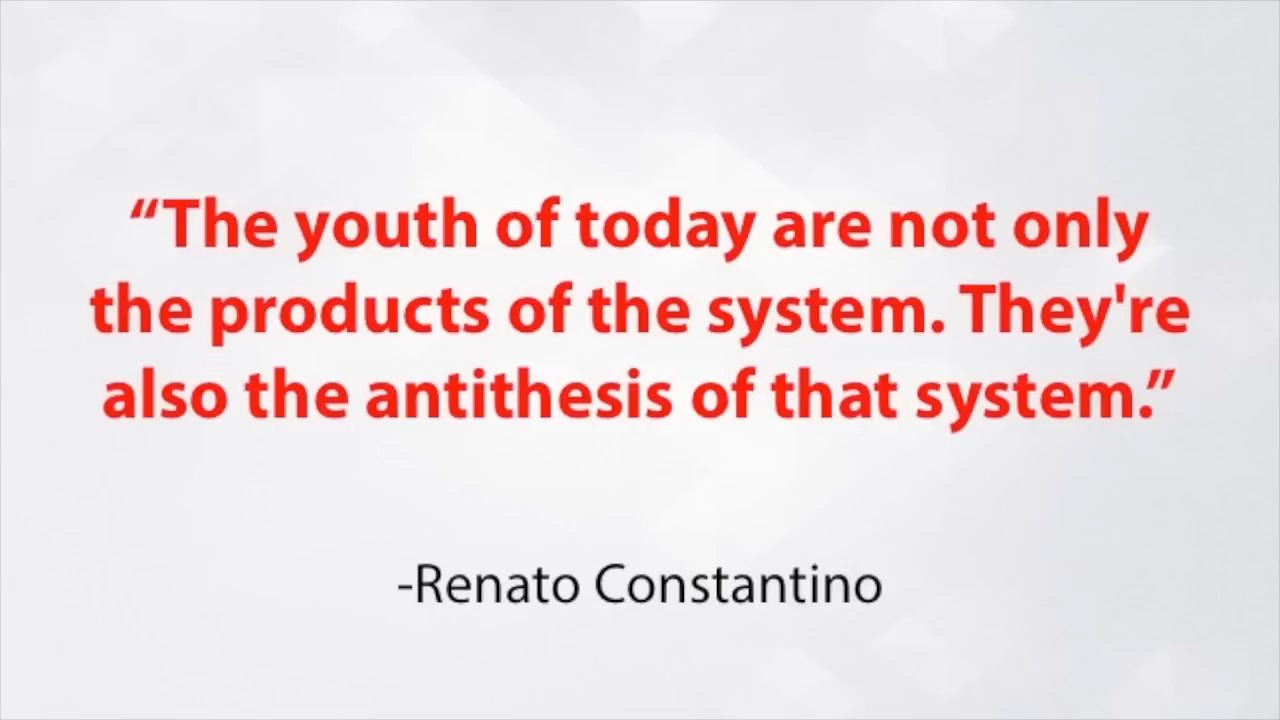 “The youth of today are not only
the products of the system. They're
also the antithesis of that system.”
-Renato Constantino